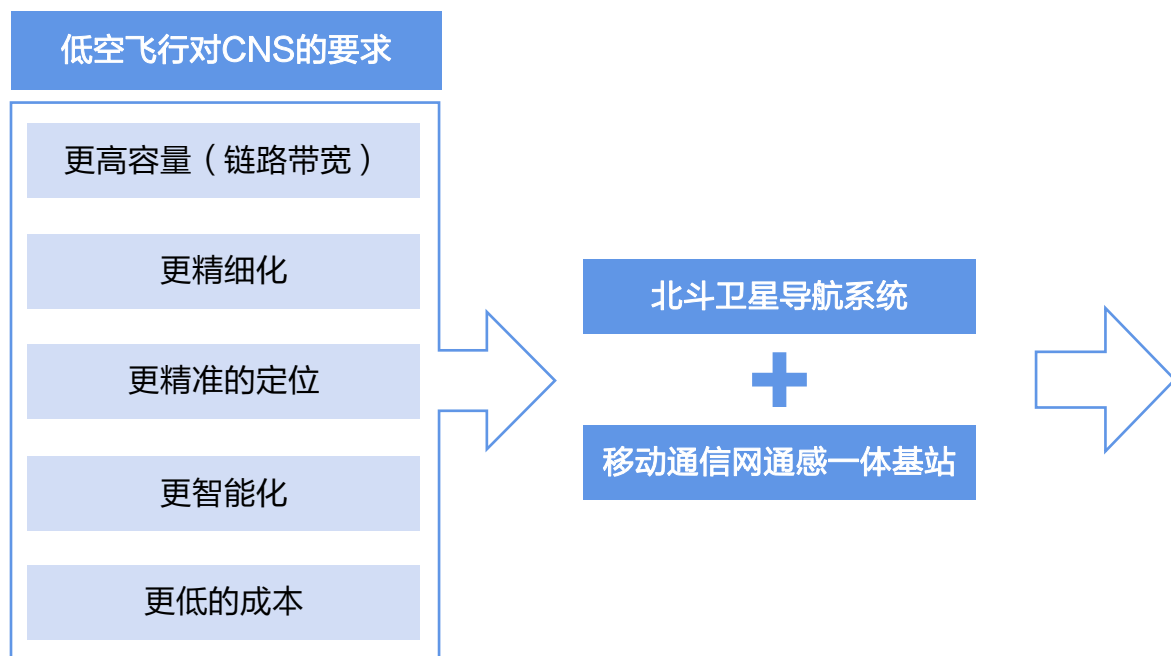 低空飞行对CNS的要求
更高容量（链路带宽）
更精细化
更精准的定位
更智能化
更低的成本
北斗卫星导航系统
移动通信网通感一体基站